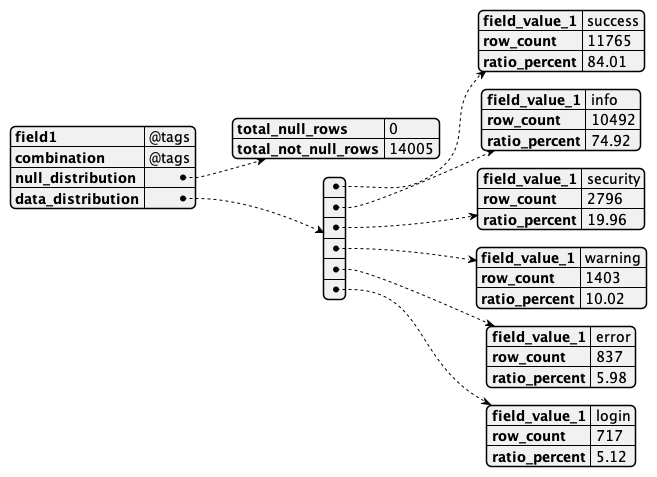 field1 @tags
combination @tags
null_distribution
data_distribution
total_null_rows 0
total_not_null_rows 14005
field_value_1 success
row_count 11765
ratio_percent 84.01
field_value_1 info
row_count 10492
ratio_percent 74.92
field_value_1 security
row_count 2796
ratio_percent 19.96
field_value_1 warning
row_count 1403
ratio_percent 10.02
field_value_1 error
row_count 837
ratio_percent 5.98
field_value_1 login
row_count 717
ratio_percent 5.12